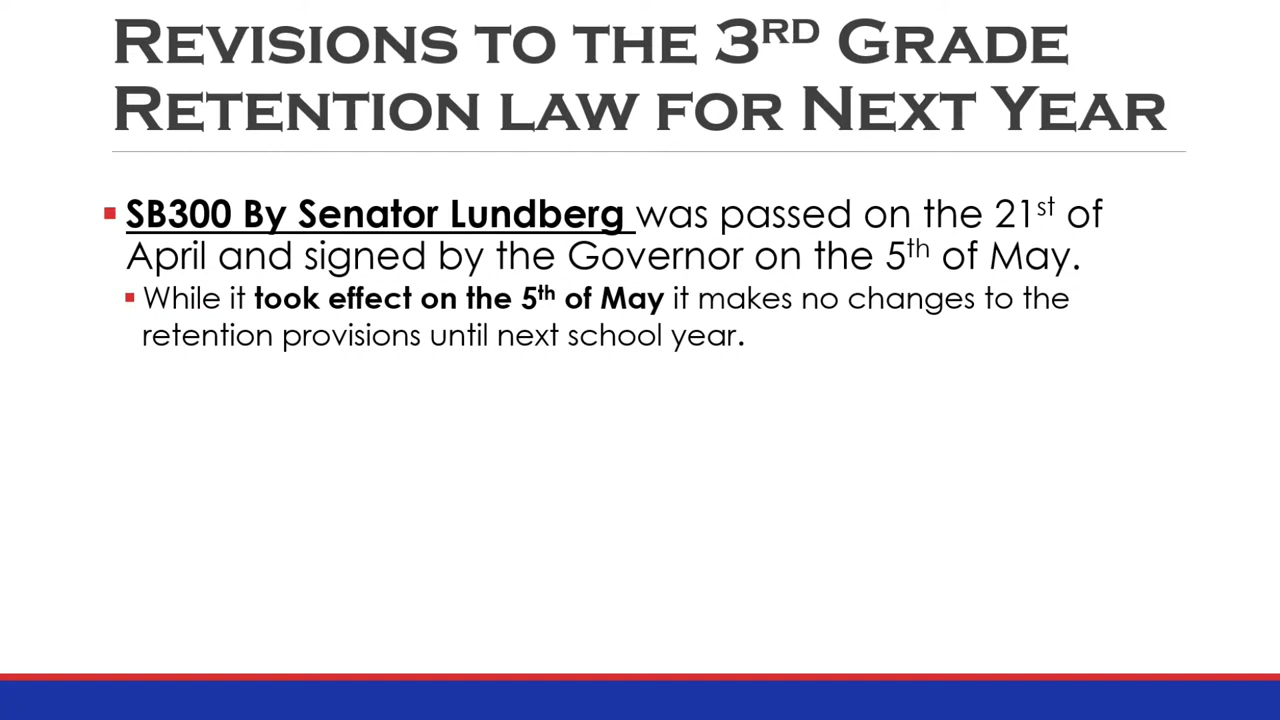 Revisions to the 3rd Grade
Retention law for Next Year
SB300 By Senator Lundberg was passed on the 21st of
April and signed by the Governor on the 5th of May.
While it took effect on the 5th of May it makes no changes to the
retention provisions until next school year.